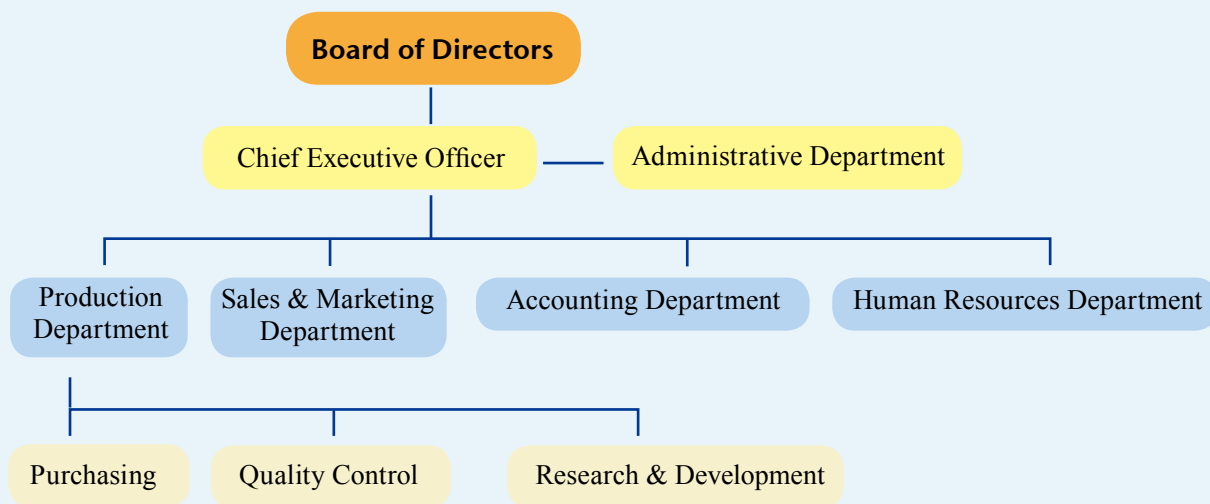 Board of Directors
Chief Executive Officer
Administrative Department
Production
Department
Sales & Marketing
Department
Accounting Department
Human Resources Department
Purchasing
Quality Control
Research & Development